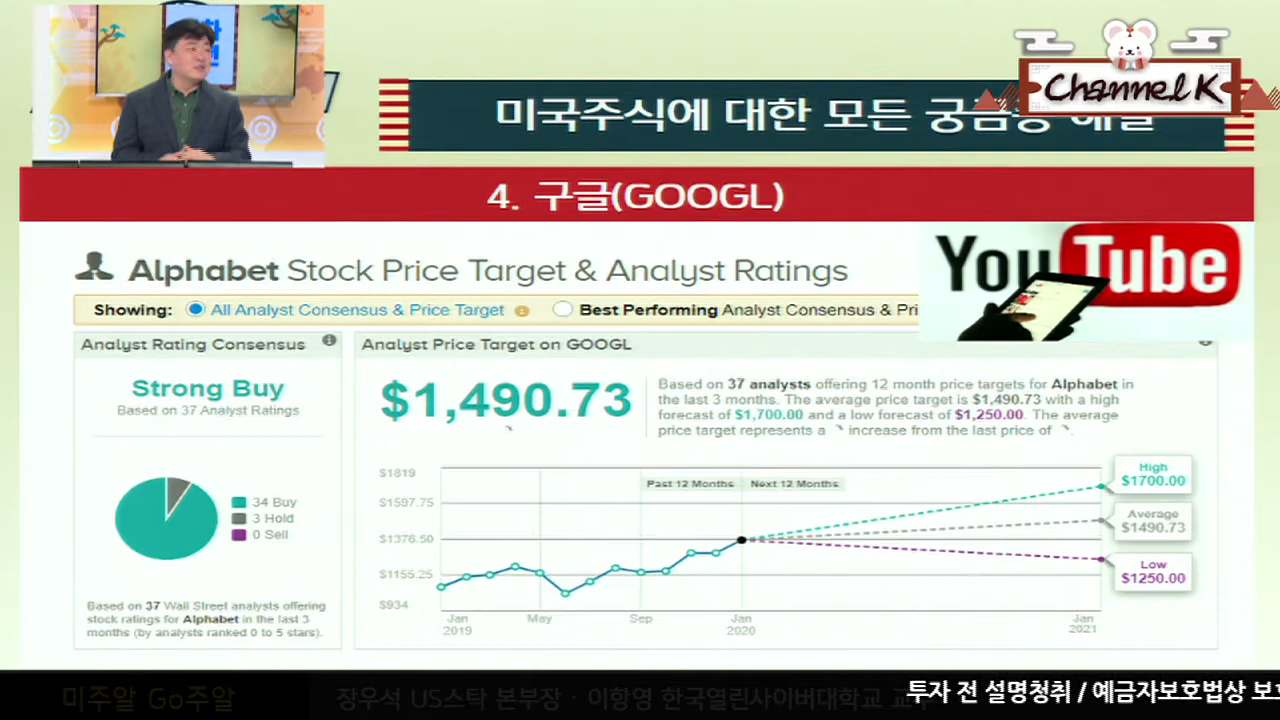 Channel K
미국주식에 대한 모든 궁금증 해결
4. 구글(GOOGL)
YouTube
Alphabet Stock Price Target & Analyst Ratings
Showing: All Analyst Consensus & Price Target Best Performing Analyst Consensus & Pri
Analyst Rating Consensus
Strong Buy
Based on 37 Analyst Ratings
34 Buy
3 Hold
0 Sell
Based on 37 Wall Street analysts offering
stock ratings for Alphabet in the last 3
months (by analysts ranked 0 to 5 stars).
Analyst Price Target on GOOGL
$1,490.73
Based on 37 analysts offering 12 month price targets for Alphabet in
the last 3 months. The average price target is $1,490.73 with a high
forecast of $1,700.00 and a low forecast of $1,250.00. The average
price target represents a increase from the last price of .
$1819
$1597.75
$1376.50
$1155.25
$934
Past 12 Months Next 12 Months
High
$1700.00
Average
$1490.73
Low
$1250.00
Jan
2019
May
Sep
Jan
2020
Jan
2021
미주알 Go주알
장우석 US스탁 본부장 · 이항영 한국열린사이버대학교 교수
투자 전 설명청취 / 예금자보호법상 보호